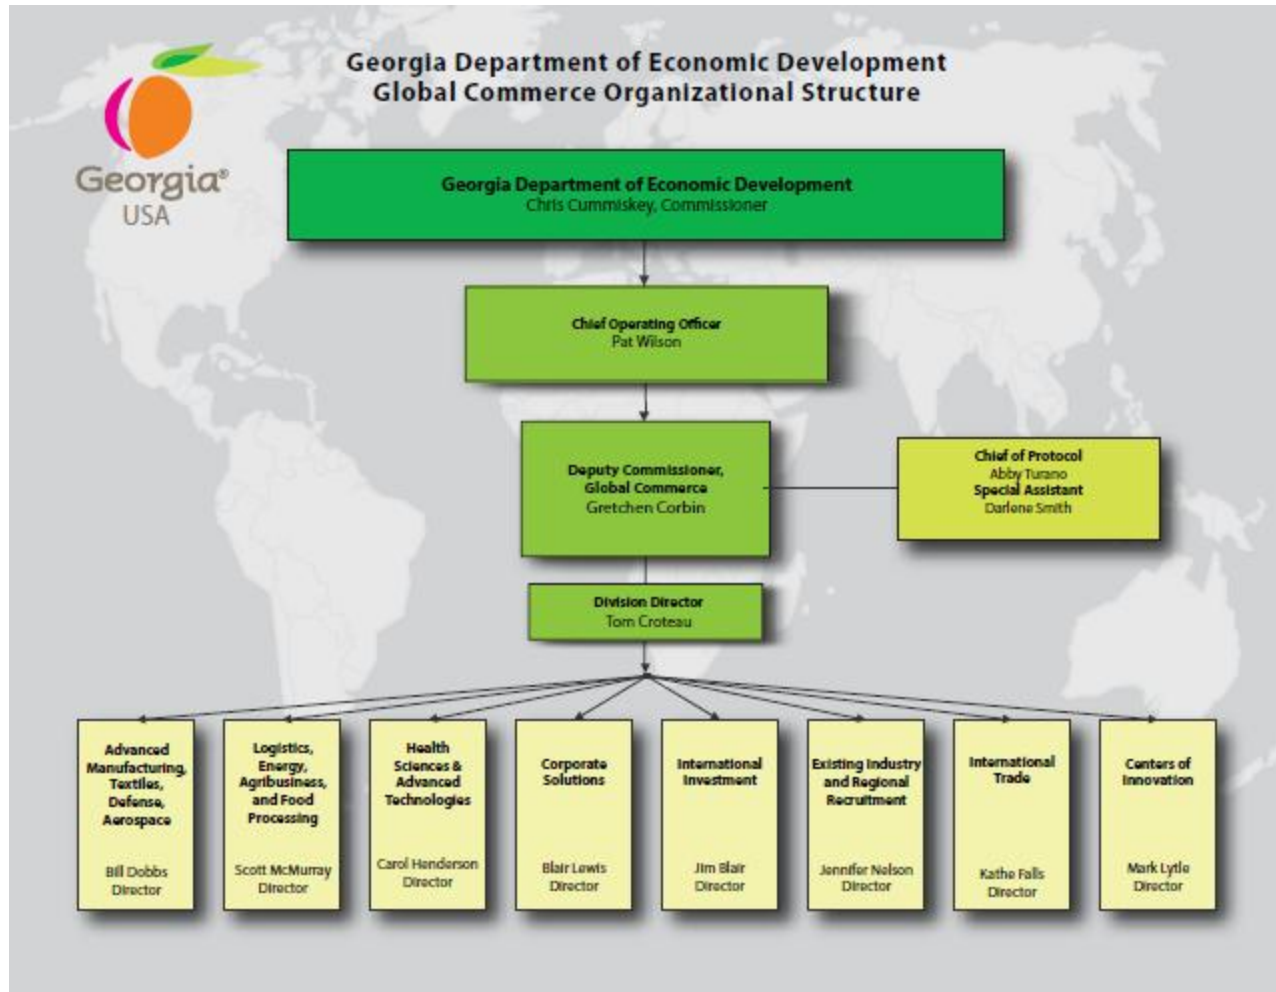 Georgia Department of Economic Development
Global Commerce Organizational Structure
Georgia®
USA
Georgia Department of Economic Development
Chris Cummiskey, Commissioner
Chief Operating Officer
Pat Wilson
Deputy Commissioner,
Global Commerce
Gretchen Corbin
Chief of Protocol
Abby Turano
Special Assistant
Darlene Smith
Division Director
Tom Croteau
Advanced
Manufacturing,
Textiles,
Defense,
Aerospace
Bill Dobbs
Director
Logistics,
Energy,
Agribusiness,
and Food
Processing
Scott McMurray
Director
Health
Sciences &
Advanced
Technologies
Carol Henderson
Director
Corporate
Solutions
Blair Lewis
Director
International
Investment
Jim Blair
Director
Existing Industry
and Regional
Recruitment
Jennifer Nelson
Director
International
Trade
Kathe Falls
Director
Centers of
Innovation
Mark Lytle
Director